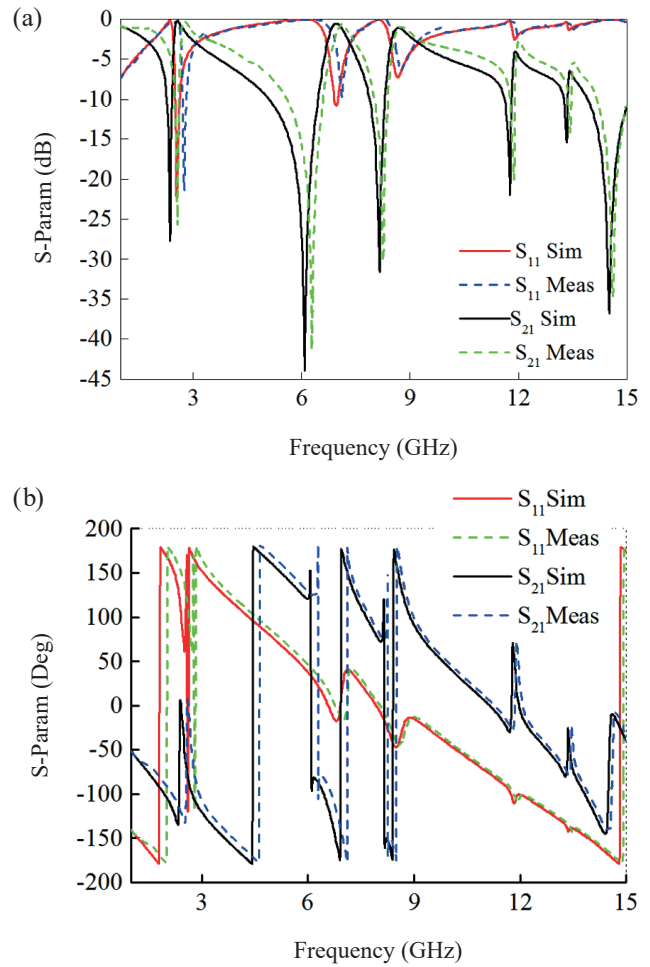 (a)
0
-5
-10
-15
-20
-25
-30
-35
-40
-45
S-Param (dB)
S11 Sim
S11 Meas
S21 Sim
S21 Meas
3 6 9 12 15
Frequency (GHz)
(b)
S11Sim
S11Meas
S21Sim
S21Meas
200
150
100
50
0
-50
-100
-150
-200
S-Param (Deg)
3 6 9 12 15
Frequency (GHz)